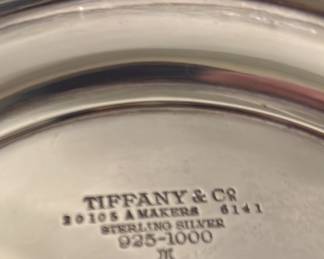 TIFFANY & Co
20105 A MAKERS 6141
STERLING SILVER
925-1000
m